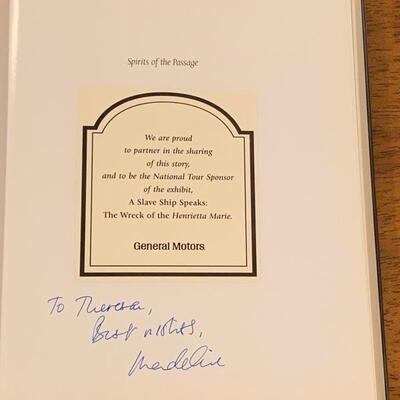 Spirits of the Passage
We are proud
to partner in the sharing
of this story,
and to be the National Tour Sponsor
of the exhibit,
A Slave Ship Speaks:
The Wreck of the Henrietta Marie.
General Motors.
To Theresa,
Best wishes,
Madeleine